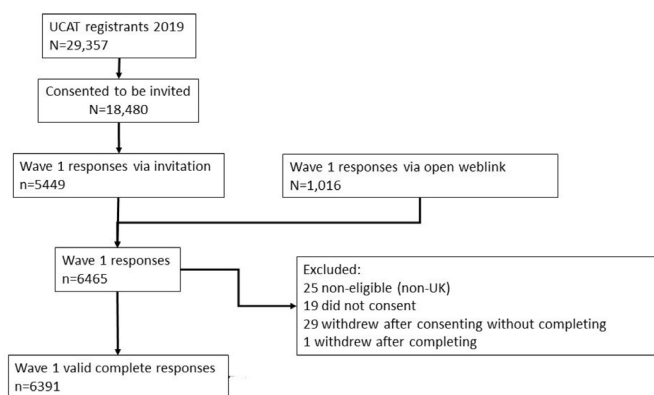 UCAT registrants 2019
N=29,357
Consented to be invited
N=18,480
Wave 1 responses via invitation
n=5449
Wave 1 responses via open weblink
N=1,016
Wave 1 responses
n=6465
Excluded:
25 non-eligible (non-UK)
19 did not consent
29 withdrew after consenting without completing
1 withdrew after completing
Wave 1 valid complete responses
n=6391